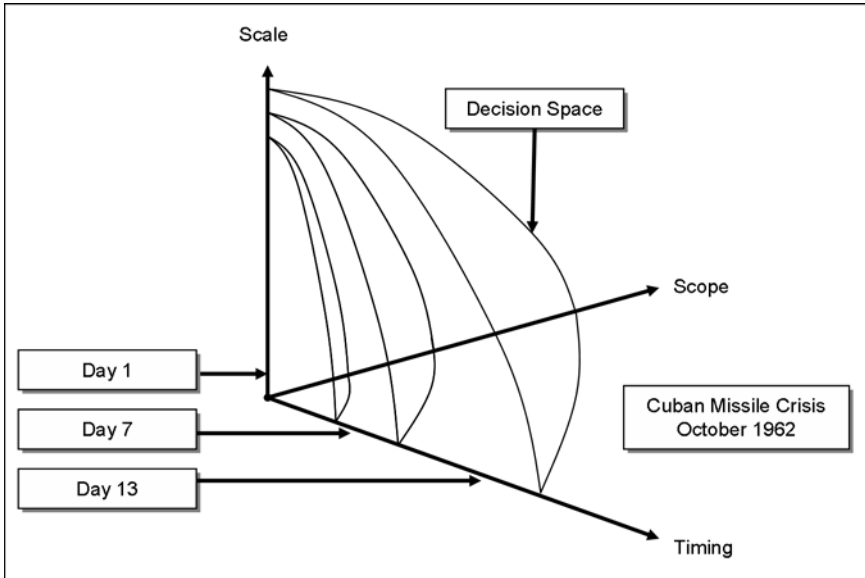 Scale
Decision Space
Scope
Day 1
Cuban Missile Crisis
October 1962
Day 7
Day 13
Timing